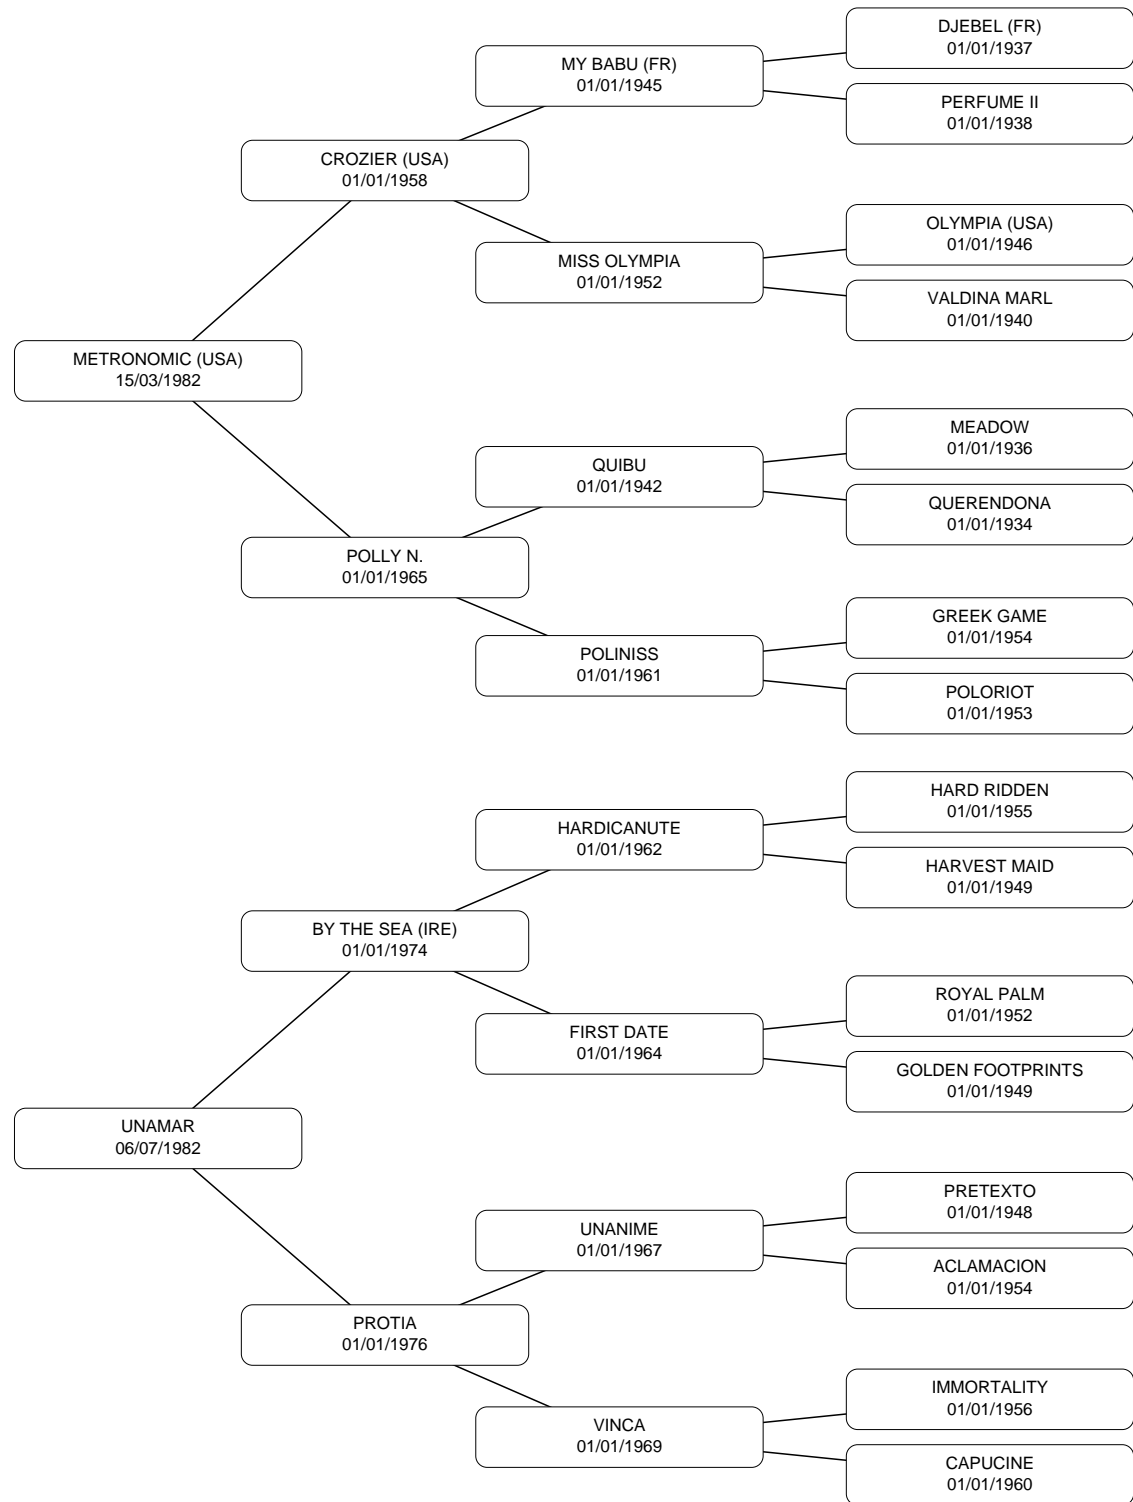 DJEBEL (FR)
01/01/1937
MY BABU (FR)
01/01/1945
PERFUME II
01/01/1938
CROZIER (USA)
01/01/1958
OLYMPIA (USA)
01/01/1946
MISS OLYMPIA
01/01/1952
VALDINA MARL
01/01/1940
METRONOMIC (USA)
15/03/1982
MEADOW
01/01/1936
QUIBU
01/01/1942
QUERENDONA
01/01/1934
POLLY N.
01/01/1965
GREEK GAME
01/01/1954
POLINISS
01/01/1961
POLORIOT
01/01/1953
HARD RIDDEN
01/01/1955
HARDICANUTE
01/01/1962
HARVEST MAID
01/01/1949
BY THE SEA (IRE)
01/01/1974
ROYAL PALM
01/01/1952
FIRST DATE
01/01/1964
GOLDEN FOOTPRINTS
01/01/1949
UNAMAR
06/07/1982
PRETEXTO
01/01/1948
UNANIME
01/01/1967
ACLAMACION
01/01/1954
PROTIA
01/01/1976
IMMORTALITY
01/01/1956
VINCA
01/01/1969
CAPUCINE
01/01/1960